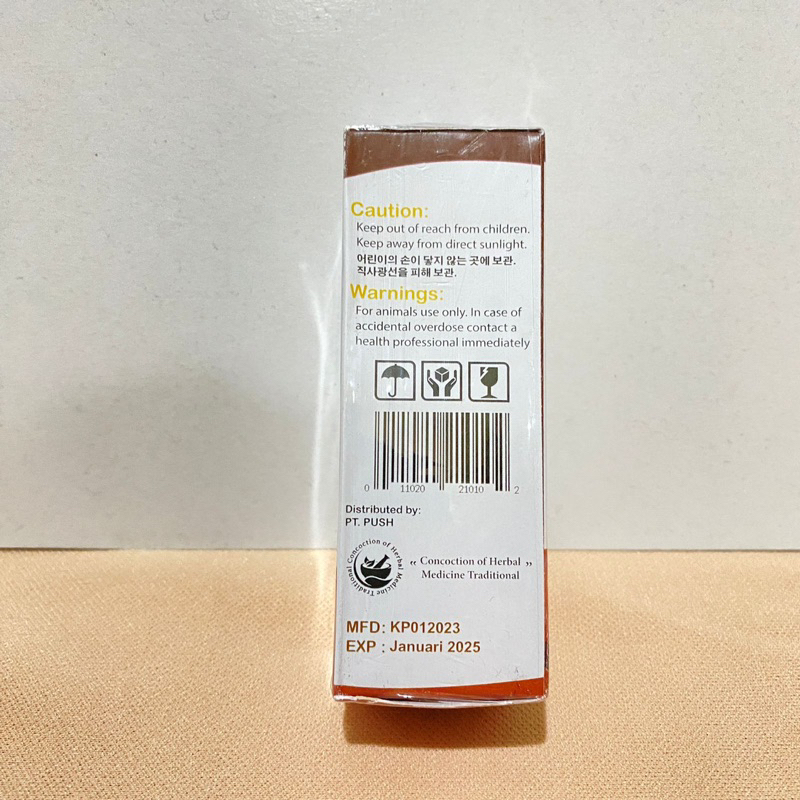 Caution:
Keep out of reach from children.
Keep away from direct sunlight.
어린이의 손이 닿지 않는 곳에 보관.
직사광선을 피해 보관.
Warnings:
For animals use only. In case of
accidental overdose contact a
health professional immediately
0 11020 21010 2
Distributed by:
PT. PUSH
Concoction of Herbal Medicine Traditional
“ Concoction of Herbal ”
Medicine Traditional
MFD: KP012023
EXP : Januari 2025